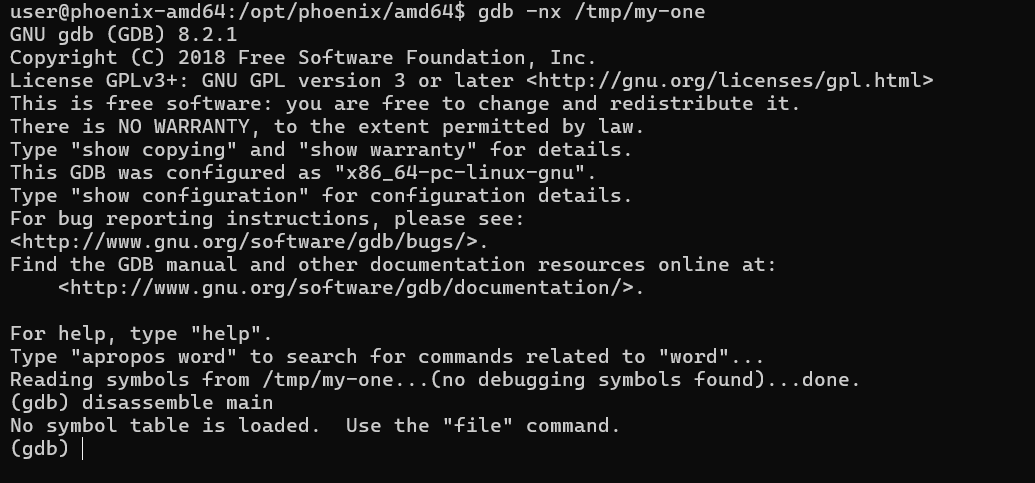 user@phoenix-amd64:/opt/phoenix/amd64$ gdb -nx /tmp/my-one
GNU gdb (GDB) 8.2.1
Copyright (C) 2018 Free Software Foundation, Inc.
License GPLv3+: GNU GPL version 3 or later <http://gnu.org/licenses/gpl.html>
This is free software: you are free to change and redistribute it.
There is NO WARRANTY, to the extent permitted by law.
Type "show copying" and "show warranty" for details.
This GDB was configured as "x86_64-pc-linux-gnu".
Type "show configuration" for configuration details.
For bug reporting instructions, please see:
<http://www.gnu.org/software/gdb/bugs/>.
Find the GDB manual and other documentation resources online at:
    <http://www.gnu.org/software/gdb/documentation/>.

For help, type "help".
Type "apropos word" to search for commands related to "word"...
Reading symbols from /tmp/my-one...(no debugging symbols found)...done.
(gdb) disassemble main
No symbol table is loaded.  Use the "file" command.
(gdb)